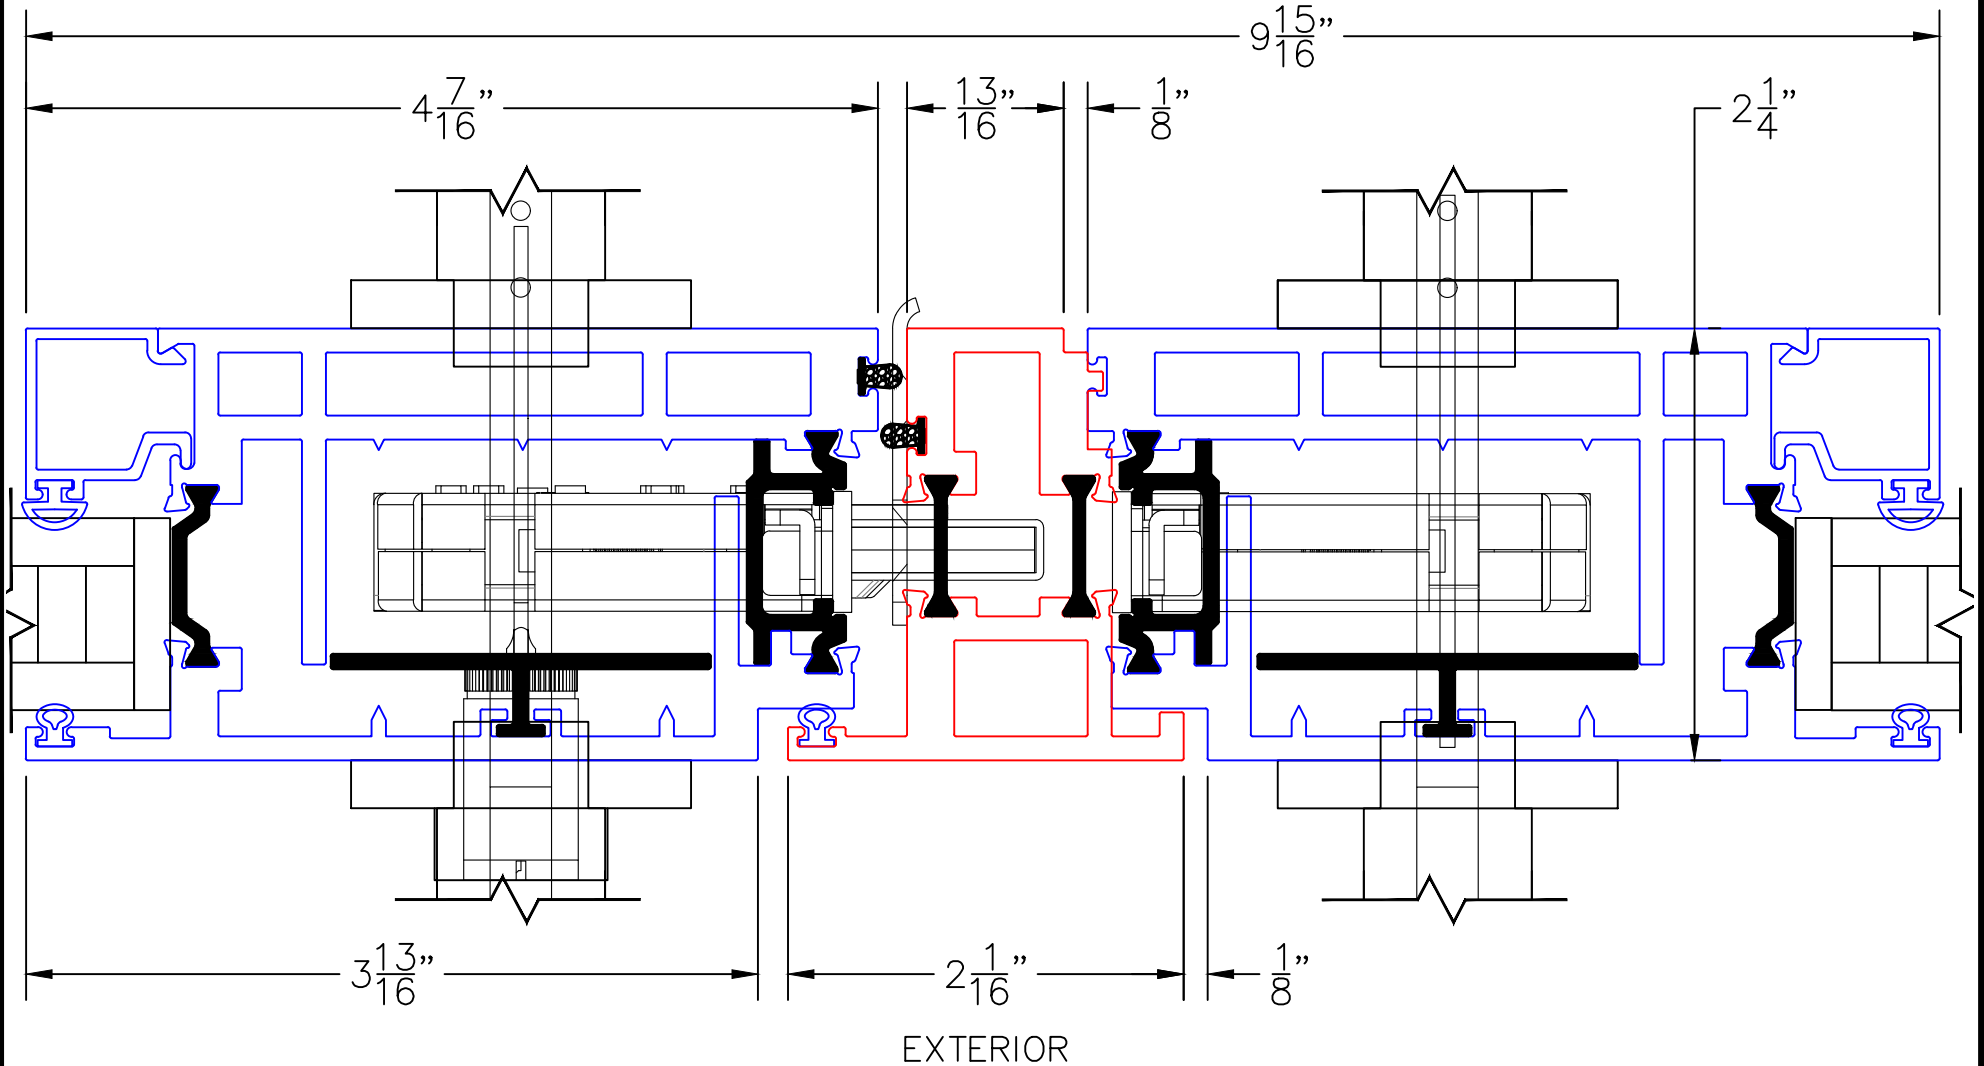 9 15/16”
4 7/16” 13/16” 1/8” 2 1/4”
3 13/16” 2 1/16” 1/8”
EXTERIOR